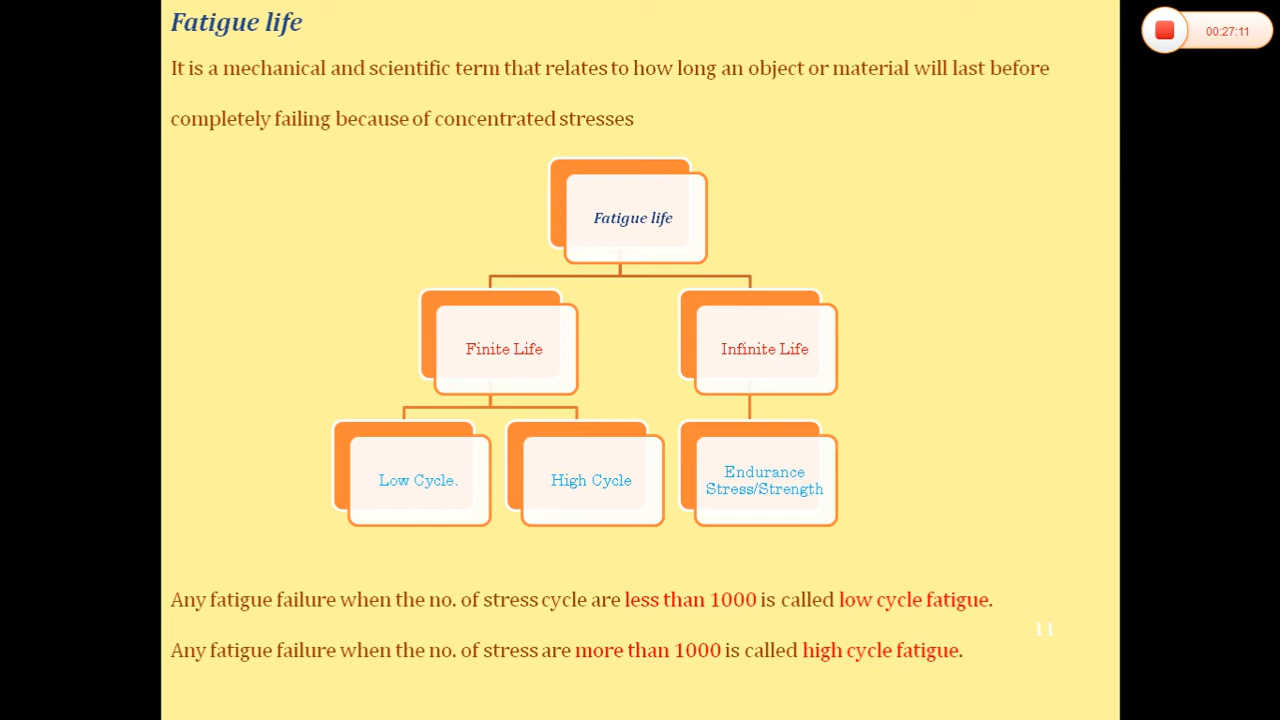 Fatigue life
00:27:11
It is a mechanical and scientific term that relates to how long an object or material will last before
completely failing because of concentrated stresses
Fatigue life
Finite Life
Infinite Life
Low Cycle.
High Cycle
Endurance
Stress/Strength
Any fatigue failure when the no. of stress cycle are less than 1000 is called low cycle fatigue.
11
Any fatigue failure when the no. of stress are more than 1000 is called high cycle fatigue.